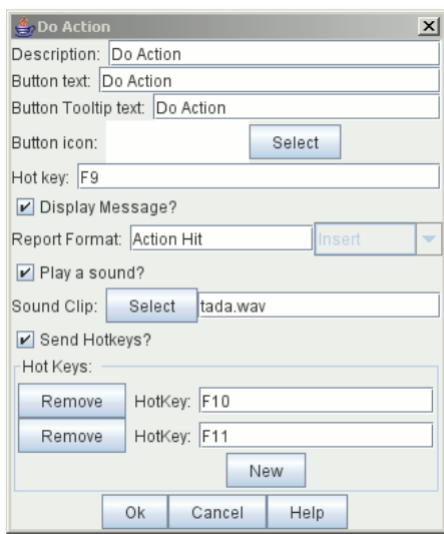 Do Action
Description: Do Action
Button text: Do Action
Button Tooltip text: Do Action
Button icon: Select
Hot key: F9
Display Message?
Report Format: Action Hit Insert
Play a sound?
Sound Clip: Select tada.wav
Send Hotkeys?
Hot Keys:
Remove HotKey: F10
Remove HotKey: F11
New
Ok Cancel Help